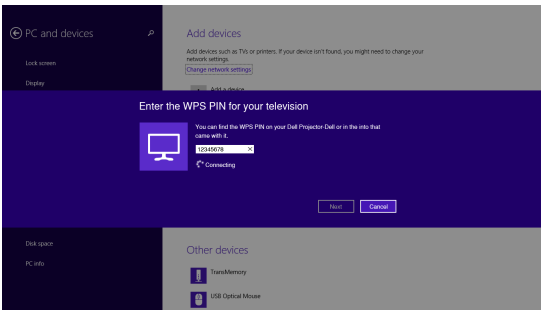 PC and devices
Lock screen
Display
Add devices
Add devices such as TVs or printers. If your device isn't found, you might need to change your
network settings.
Change network settings
Add a device
Enter the WPS PIN for your television
You can find the WPS PIN on your Dell Projector-Dell or in the into that
came with it.
12345678
Connecting
Next
Cancel
Disk space
PC info
Other devices
TransMemory
USB Optical Mouse